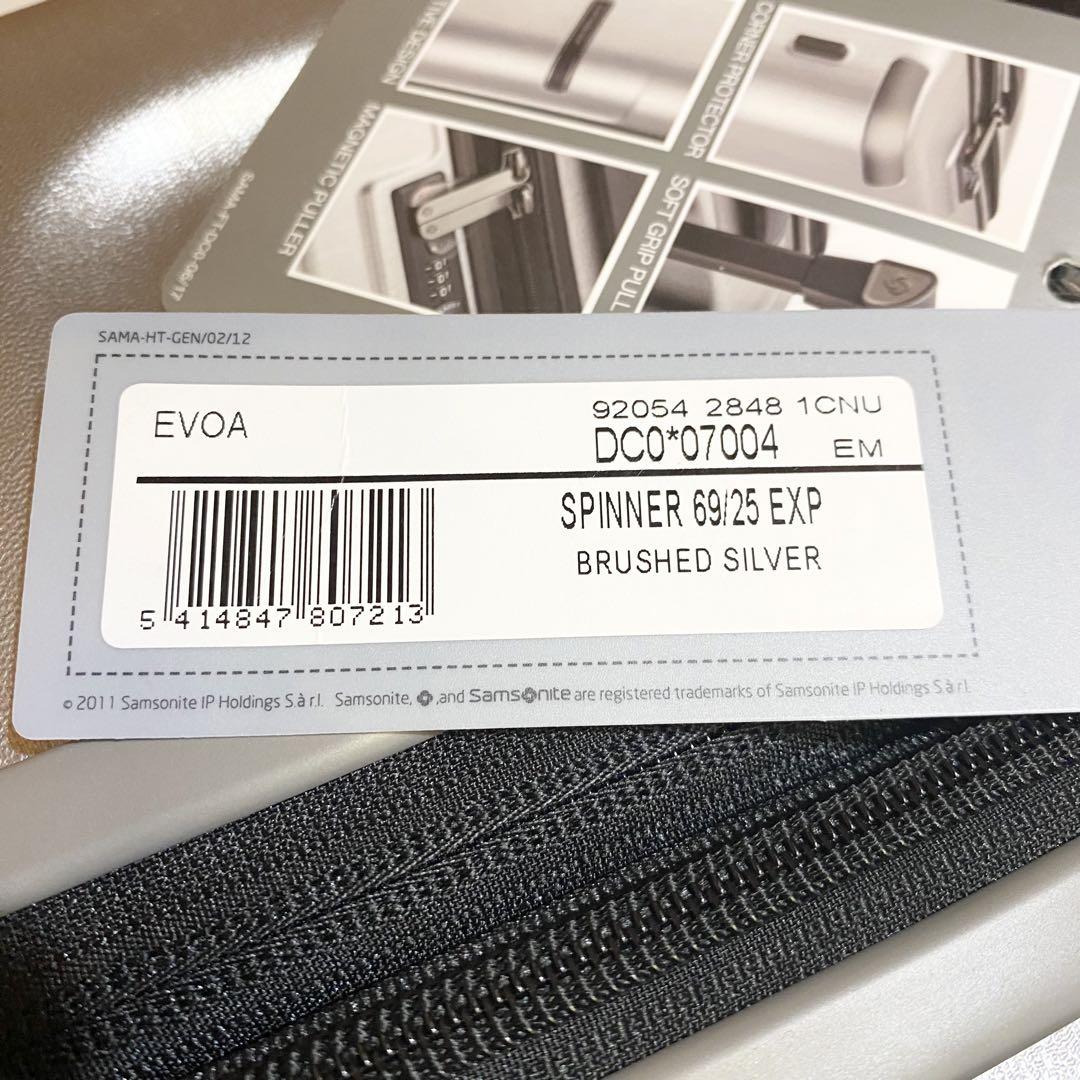 TIVE DESIGN
CORNER PROTECTOR
MAGNETIC PULLER
SOFT GRIP PULL
SAMA-HT-GEN/02/12
EVOA
92054 2848 1CNU
DC0*07004 EM
SPINNER 69/25 EXP
BRUSHED SILVER
5 414847 807213
© 2011 Samsonite IP Holdings S.à r.l. Samsonite, ,and Samsonite are registered trademarks of Samsonite IP Holdings S.à r.l.